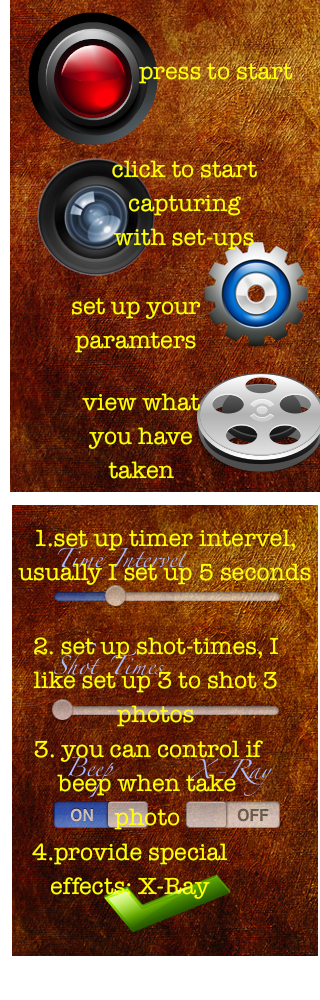 press to start
click to start
capturing
with set-ups
set up your
paramters
view what
you have
taken
1.set up timer intervel,
Time Intervel
usually I set up 5 seconds
2. set up shot-times, I
Shot Times
like set up 3 to shot 3
photos
3. you can control if
Beep X-Ray
beep when take
ON photo OFF
4.provide special
effects: X-Ray